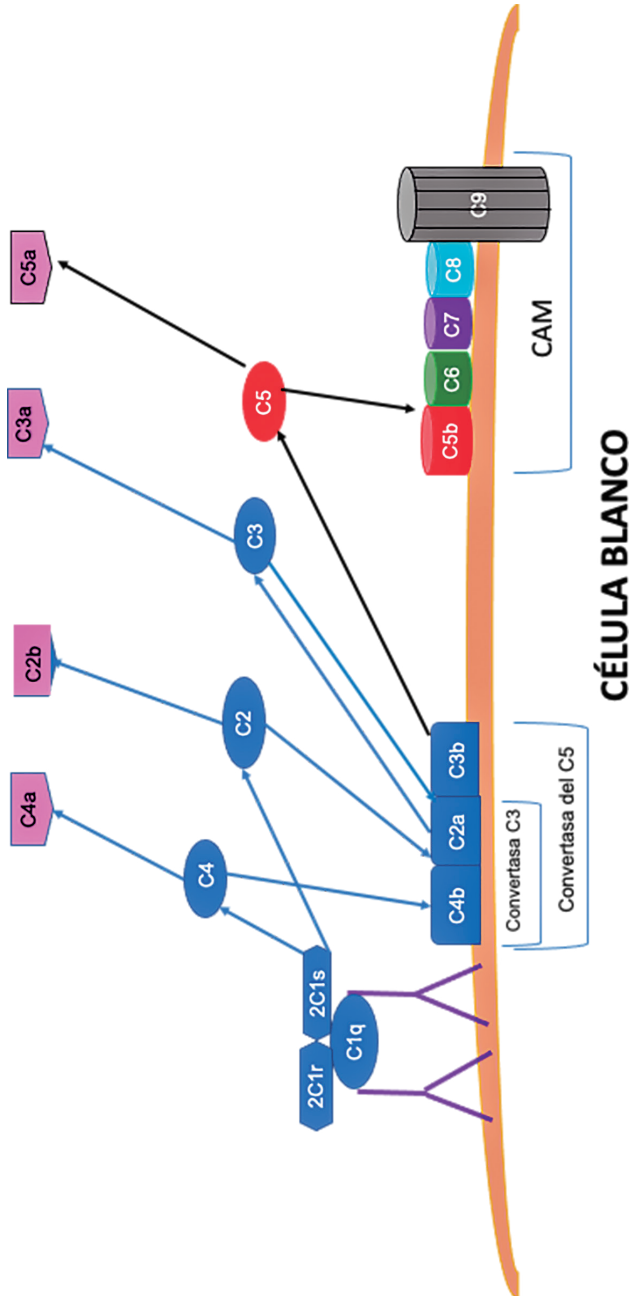 C4a
C2b
C3a
C5a
C4
C2
C3
C5
2C1r
2C1s
C1q
C4b
C2a
C3b
C5b
C6
C7
C8
C9
Convertasa C3
Convertasa del C5
CAM
CÉLULA BLANCO